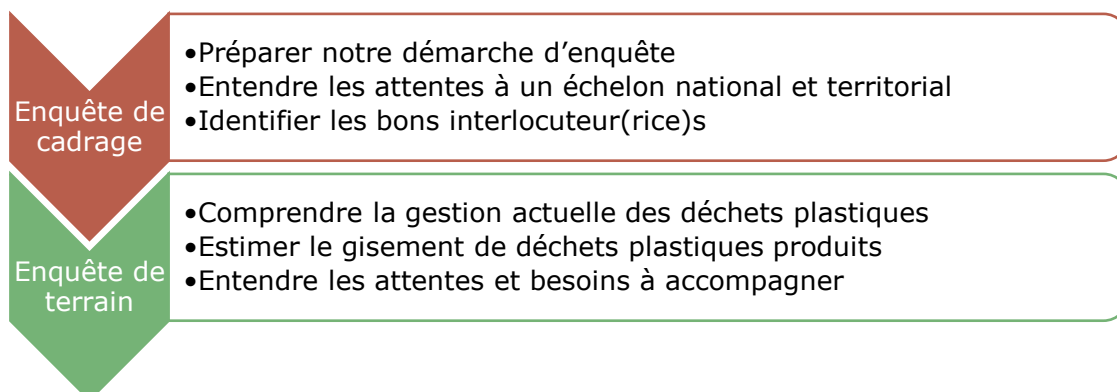 Enquête de
cadrage
•Préparer notre démarche d’enquête
•Entendre les attentes à un échelon national et territorial
•Identifier les bons interlocuteur(rice)s
Enquête de
terrain
•Comprendre la gestion actuelle des déchets plastiques
•Estimer le gisement de déchets plastiques produits
•Entendre les attentes et besoins à accompagner